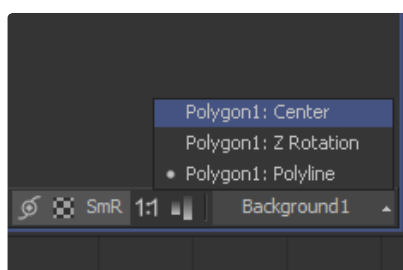 Polygon1: Center
Polygon1: Z Rotation
Polygon1: Polyline
SmR 1:1 Background1